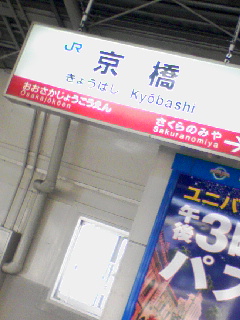 JR 京橋
きょうばし Kyōbashi
おおさかじょうこうえん
Osakajōkōen
さくらのみや
Sakuranomiya
ユニバ
午後3
パ